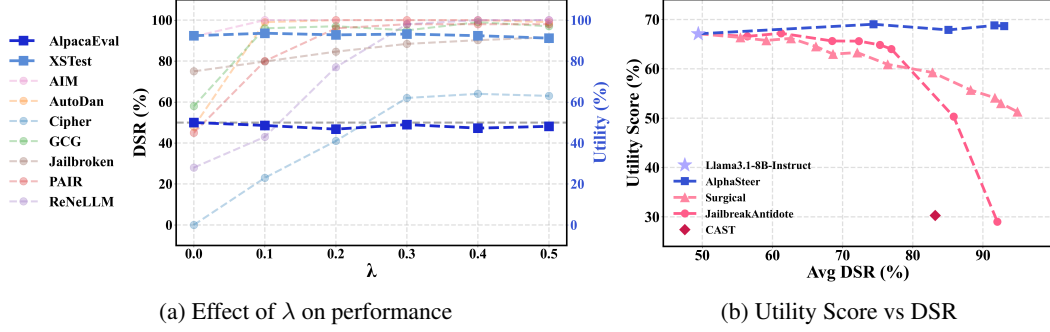 AlpacaEval
XSTest
AIM
AutoDan
Cipher
GCG
Jailbroken
PAIR
ReNeLLM
DSR (%)
100
80
60
40
20
0
0.0 0.1 0.2 0.3 0.4 0.5
λ
100
80
60
40
20
0
Utility (%)
(a) Effect of λ on performance
Utility Score (%)
70
60
50
40
30
Llama3.1-8B-Instruct
AlphaSteer
Surgical
JailbreakAntidote
CAST
50 60 70 80 90
Avg DSR (%)
(b) Utility Score vs DSR